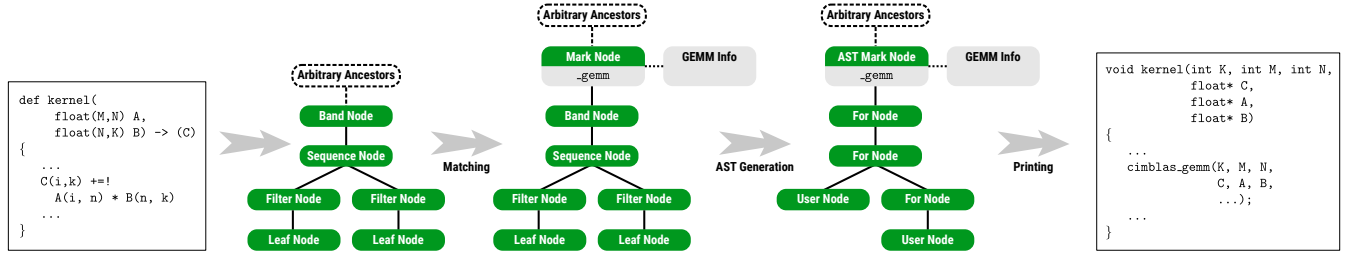 def kernel(
float(M,N) A,
float(N,K) B) -> (C)
{
...
C(i,k) +=!
A(i, n) * B(n, k)
...
}
Arbitrary Ancestors
Band Node
Sequence Node
Filter Node Filter Node
Leaf Node Leaf Node
Matching
Arbitrary Ancestors
Mark Node
_gemm
GEMM Info
Band Node
Sequence Node
Filter Node Filter Node
Leaf Node Leaf Node
AST Generation
Arbitrary Ancestors
AST Mark Node
_gemm
GEMM Info
For Node
For Node
User Node For Node
User Node
Printing
void kernel(int K, int M, int N,
float* C,
float* A,
float* B)
{
...
cimblas_gemm(K, M, N,
C, A, B,
...);
...
}